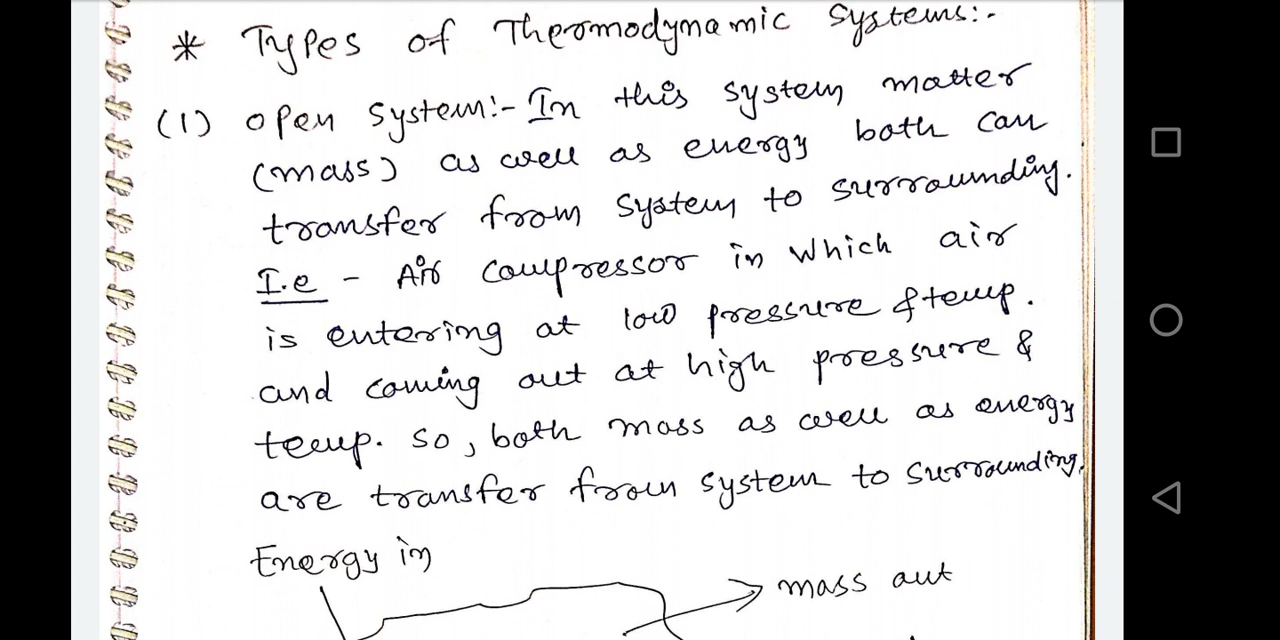 * Types of Thermodynamic Systems:-
(1) Open System:- In this system matter
(mass) as well as energy both can
transfer from system to surrounding.
I.e - Air compressor in which air
is entering at low pressure & temp.
and coming out at high pressure &
temp. so, both mass as well as energy
are transfer from system to surrounding.
Energy in
mass out